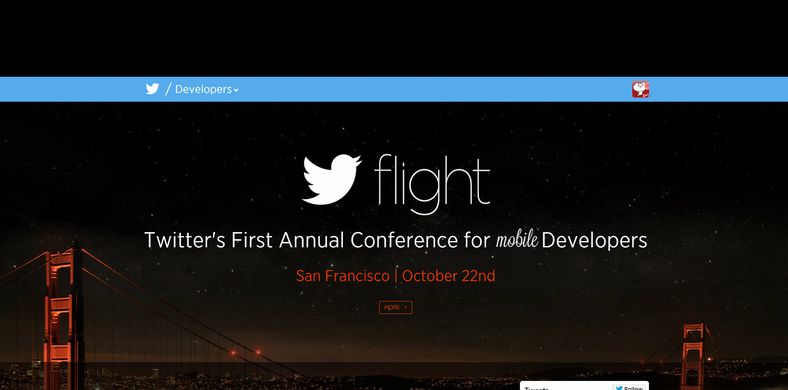 / Developers
flight
Twitter's First Annual Conference for mobile Developers
San Francisco | October 22nd
MORE >
Tweets Follow